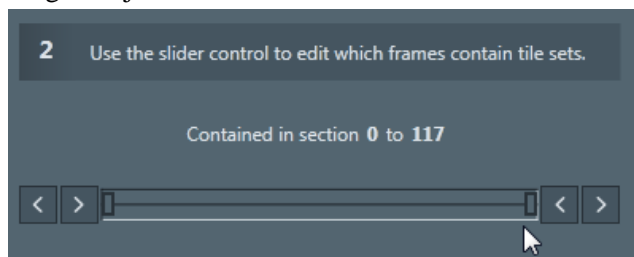 2 Use the slider control to edit which frames contain tile sets.
Contained in section 0 to 117
< > < >